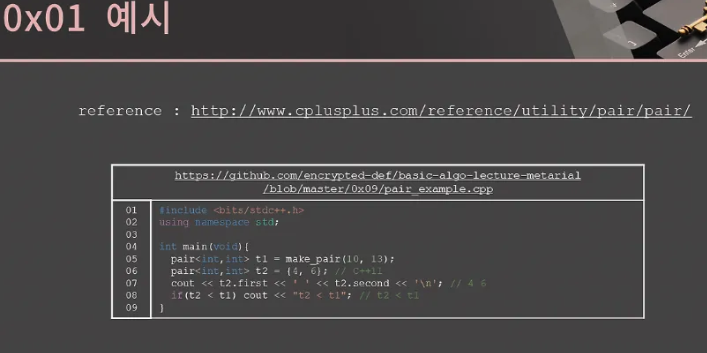 0x01 예시
reference : http://www.cplusplus.com/reference/utility/pair/pair/
https://github.com/encrypted-def/basic-algo-lecture-metarial
/blob/master/0x09/pair_example.cpp
01 #include <bits/stdc++.h>
02 using namespace std;
03
04 int main(void){
05 pair<int,int> t1 = make_pair(10, 13);
06 pair<int,int> t2 = {4, 6}; // C++11
07 cout << t2.first << ' ' << t2.second << '\n'; // 4 6
08 if(t2 < t1) cout << "t2 < t1"; // t2 < t1
09 }